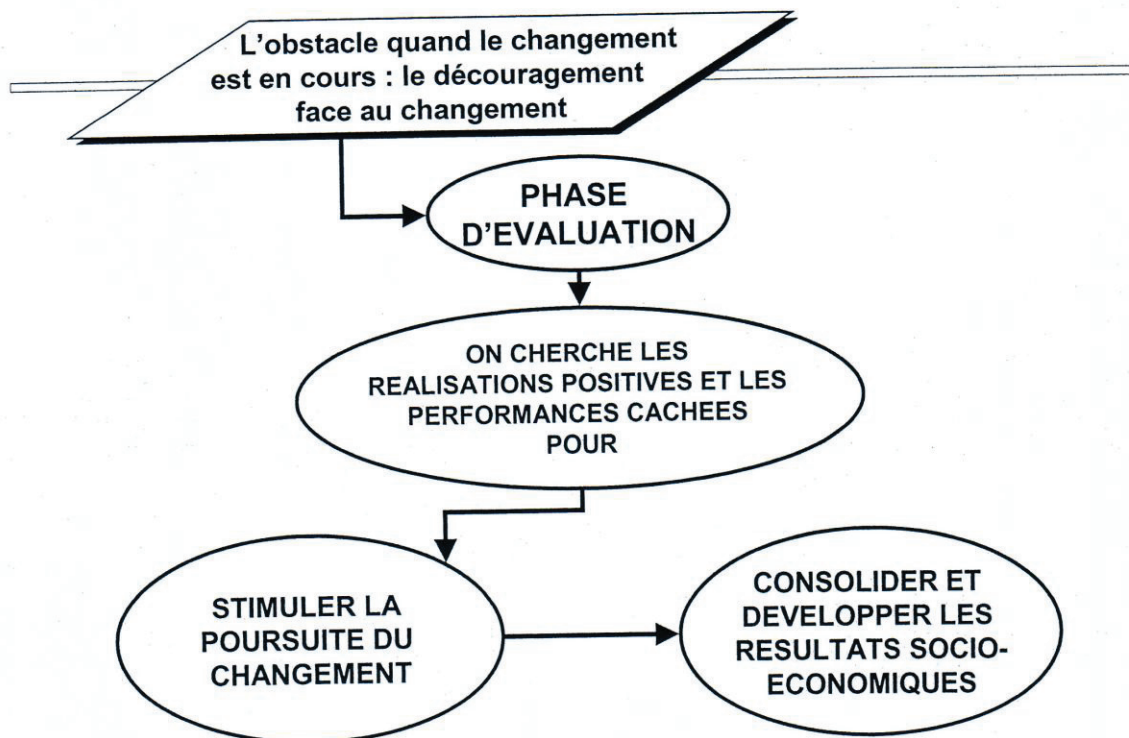 L'obstacle quand le changement
est en cours : le découragement
face au changement
PHASE
D'EVALUATION
ON CHERCHE LES
REALISATIONS POSITIVES ET LES
PERFORMANCES CACHEES
POUR
STIMULER LA
POURSUITE DU
CHANGEMENT
CONSOLIDER ET
DEVELOPPER LES
RESULTATS SOCIO-
ECONOMIQUES